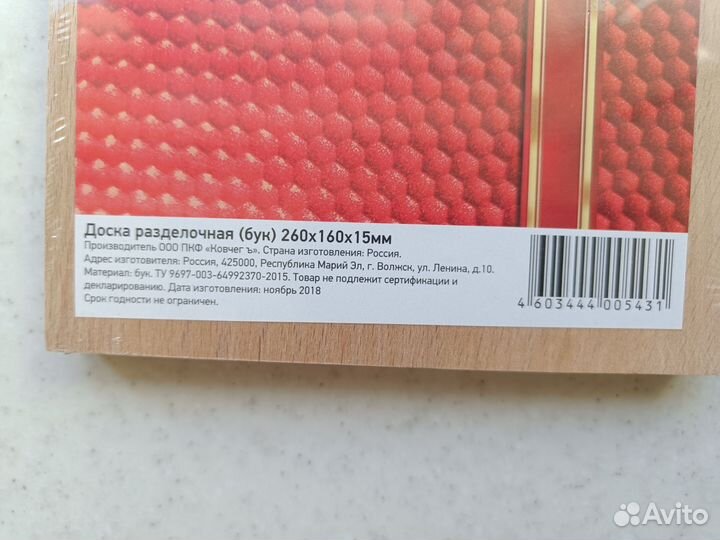 Доска разделочная (бук) 260х160х15мм
Производитель ООО ПКФ «Ковчег ъ». Страна изготовления: Россия.
Адрес изготовителя: Россия, 425000, Республика Марий Эл, г. Волжск, ул. Ленина, д.10.
Материал: бук. ТУ 9697-003-64992370-2015. Товар не подлежит сертификации и
декларированию. Дата изготовления: ноябрь 2018
Срок годности не ограничен.
4 603444 005431
Avito